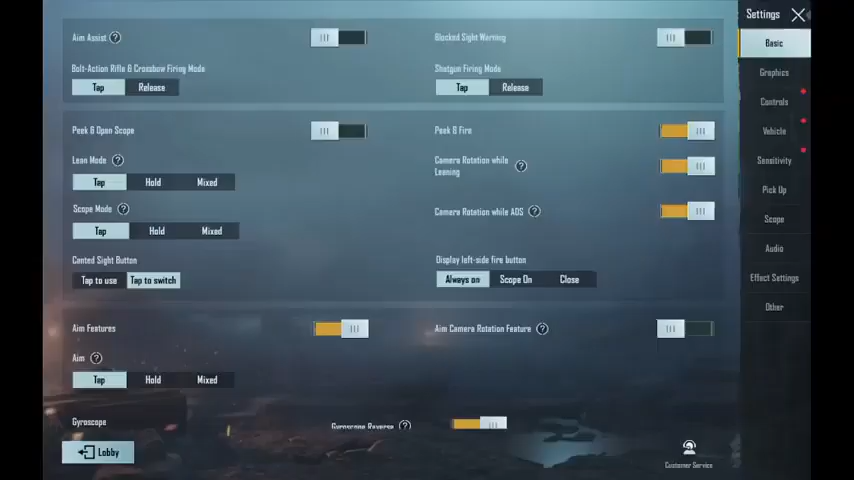 Settings
Aim Assist ?
Blocked Sight Warning
Basic
Bolt-Action Rifle & Crossbow Firing Mode
Shotgun Firing Mode
Graphics
Tap Release
Tap Release
Controls
Peek & Open Scope
Peek & Fire
Vehicle
Lean Mode ?
Camera Rotation while
Leaning ?
Sensitivity
Tap Hold Mixed
Pick Up
Scope Mode ?
Camera Rotation while ADS ?
Scope
Tap Hold Mixed
Audio
Canted Sight Button
Display left-side fire button
Effect Settings
Tap to use Tap to switch
Always on Scope On Close
Other
Aim Features
Aim Camera Rotation Feature ?
Aim ?
Tap Hold Mixed
Gyroscope
Gyroscope Reverse ?
Lobby
Customer Service